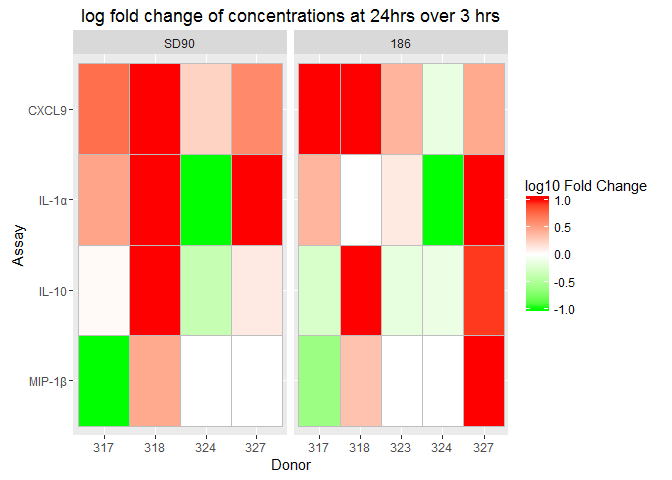 log fold change of concentrations at 24hrs over 3 hrs
SD90
186
CXCL9
IL-1α
IL-10
MIP-1β
Assay
317 318 324 327
317 318 323 324 327
Donor
log10 Fold Change
1.0
0.5
0.0
-0.5
-1.0